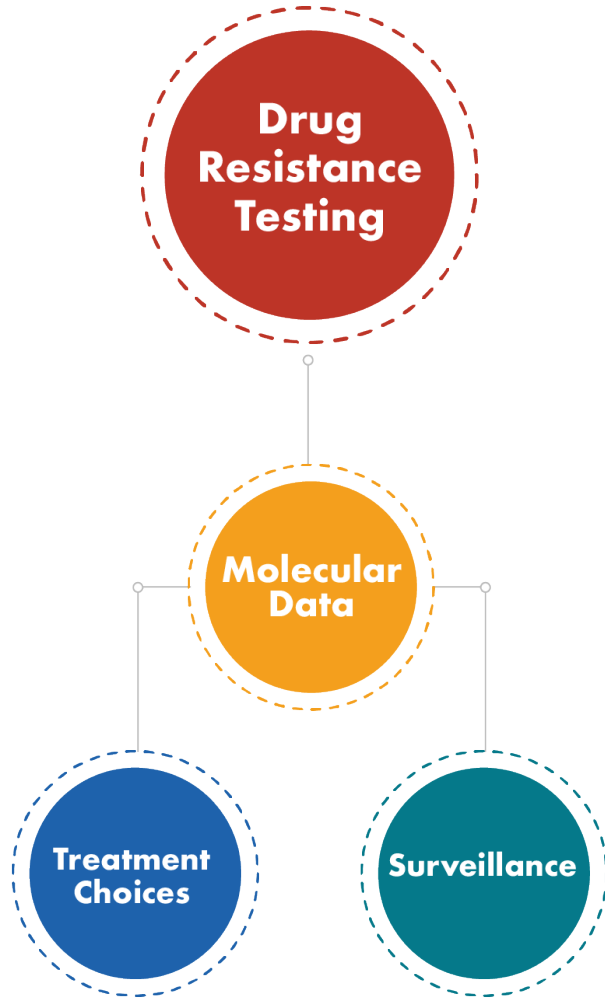 Drug
Resistance
Testing
Molecular
Data
Treatment
Choices
Surveillance